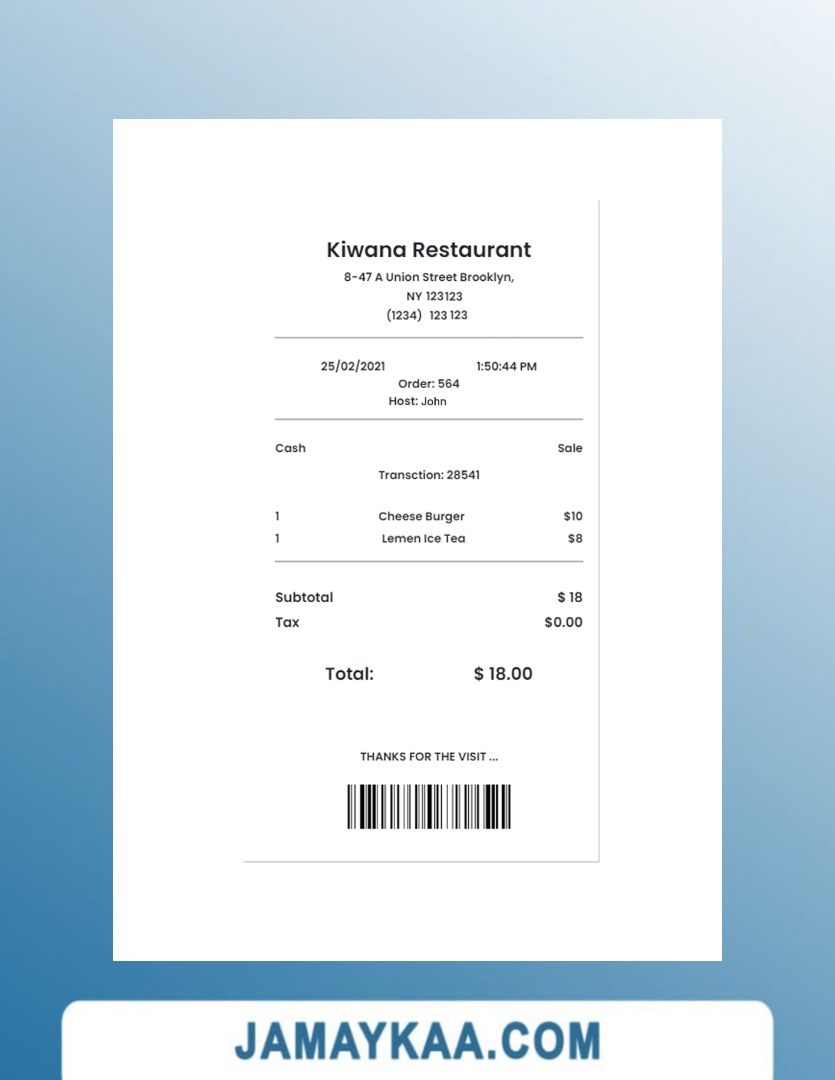 Kiwana Restaurant
8-47 A Union Street Brooklyn,
NY 123123
(1234) 123 123
25/02/2021 1:50:44 PM
Order: 564
Host: John
Cash Sale
Transction: 28541
1 Cheese Burger $10
1 Lemen Ice Tea $8
Subtotal $ 18
Tax $0.00
Total: $ 18.00
THANKS FOR THE VISIT ...
JAMAYKAA.COM